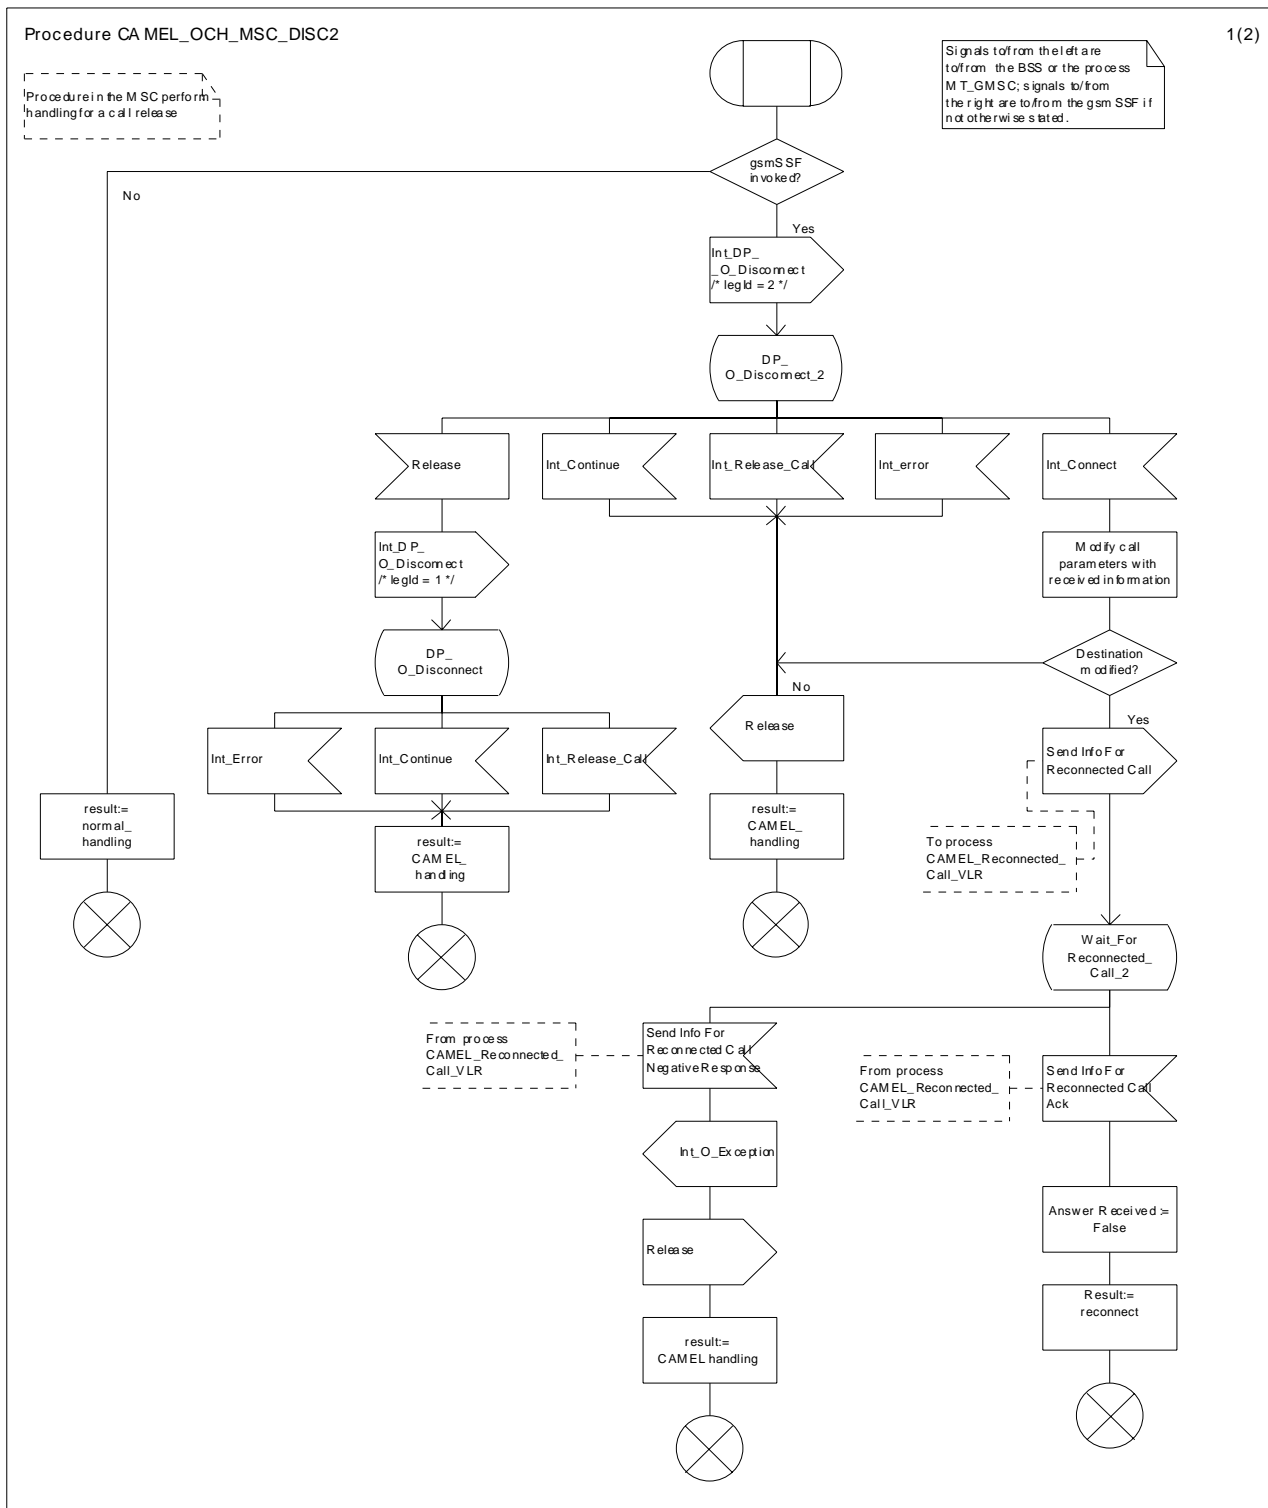 Procedure CAMEL_OCH_MSC_DISC2
1(2)
Procedure in the MSC perform
handling for a call release
Signals to/from the left are
to/from the BSS or the process
MT_GMSC; signals to/from
the right are to/from the gsmSSF if
not otherwise stated.
gsmSSF
invoked?
No
Yes
Int_DP_
_O_Disconnect
/* legId = 2 */
DP_
O_Disconnect_2
Release
Int_Continue
Int_Release_Call
Int_error
Int_Connect
Int_DP_
O_Disconnect
/* legId = 1 */
Modify call
parameters with
received information
DP_
O_Disconnect
Destination
modified?
No
Yes
Release
Int_Error
Int_Continue
Int_Release_Call
Send Info For
Reconnected Call
result:=
normal_
handling
result:=
CAMEL_
handling
result:=
CAMEL_
handling
To process
CAMEL_Reconnected_
Call_VLR
Wait_For
Reconnected_
Call_2
From process
CAMEL_Reconnected_
Call_VLR
Send Info For
Reconnected Call
Negative Response
From process
CAMEL_Reconnected_
Call_VLR
Send Info For
Reconnected Call
Ack
Int_O_Exception
Answer Received :=
False
Release
Result:=
reconnect
result:=
CAMEL handling